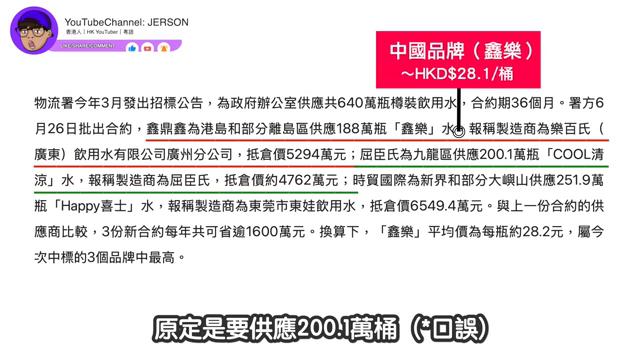 YouTubeChannel: JERSON
香港人｜HK YouTuber｜粵語
LIKE/SHARE/COMMENT
中國品牌（鑫樂）
～HKD$28.1/桶
物流署今年3月發出招標公告，為政府辦公室供應共640萬瓶樽裝飲用水，合約期36個月。署方6
月26日批出合約，鑫鼎鑫為港島和部分離島區供應188萬瓶「鑫樂」水，報稱製造商為樂百氏（
廣東）飲用水有限公司廣州分公司，抵倉價5294萬元；屈臣氏為九龍區供應200.1萬瓶「COOL清
涼」水，報稱製造商為屈臣氏，抵倉價約4762萬元；時貿國際為新界和部分大嶼山供應251.9萬
瓶「Happy喜士」水，報稱製造商為東莞市東娃飲用水，抵倉價6549.4萬元。與上一份合約的供
應商比較，3份新合約每年共可省逾1600萬元。換算下，「鑫樂」平均價為每瓶約28.2元，屬今
次中標的3個品牌中最高。
原定是要供應200.1萬桶（*口誤）